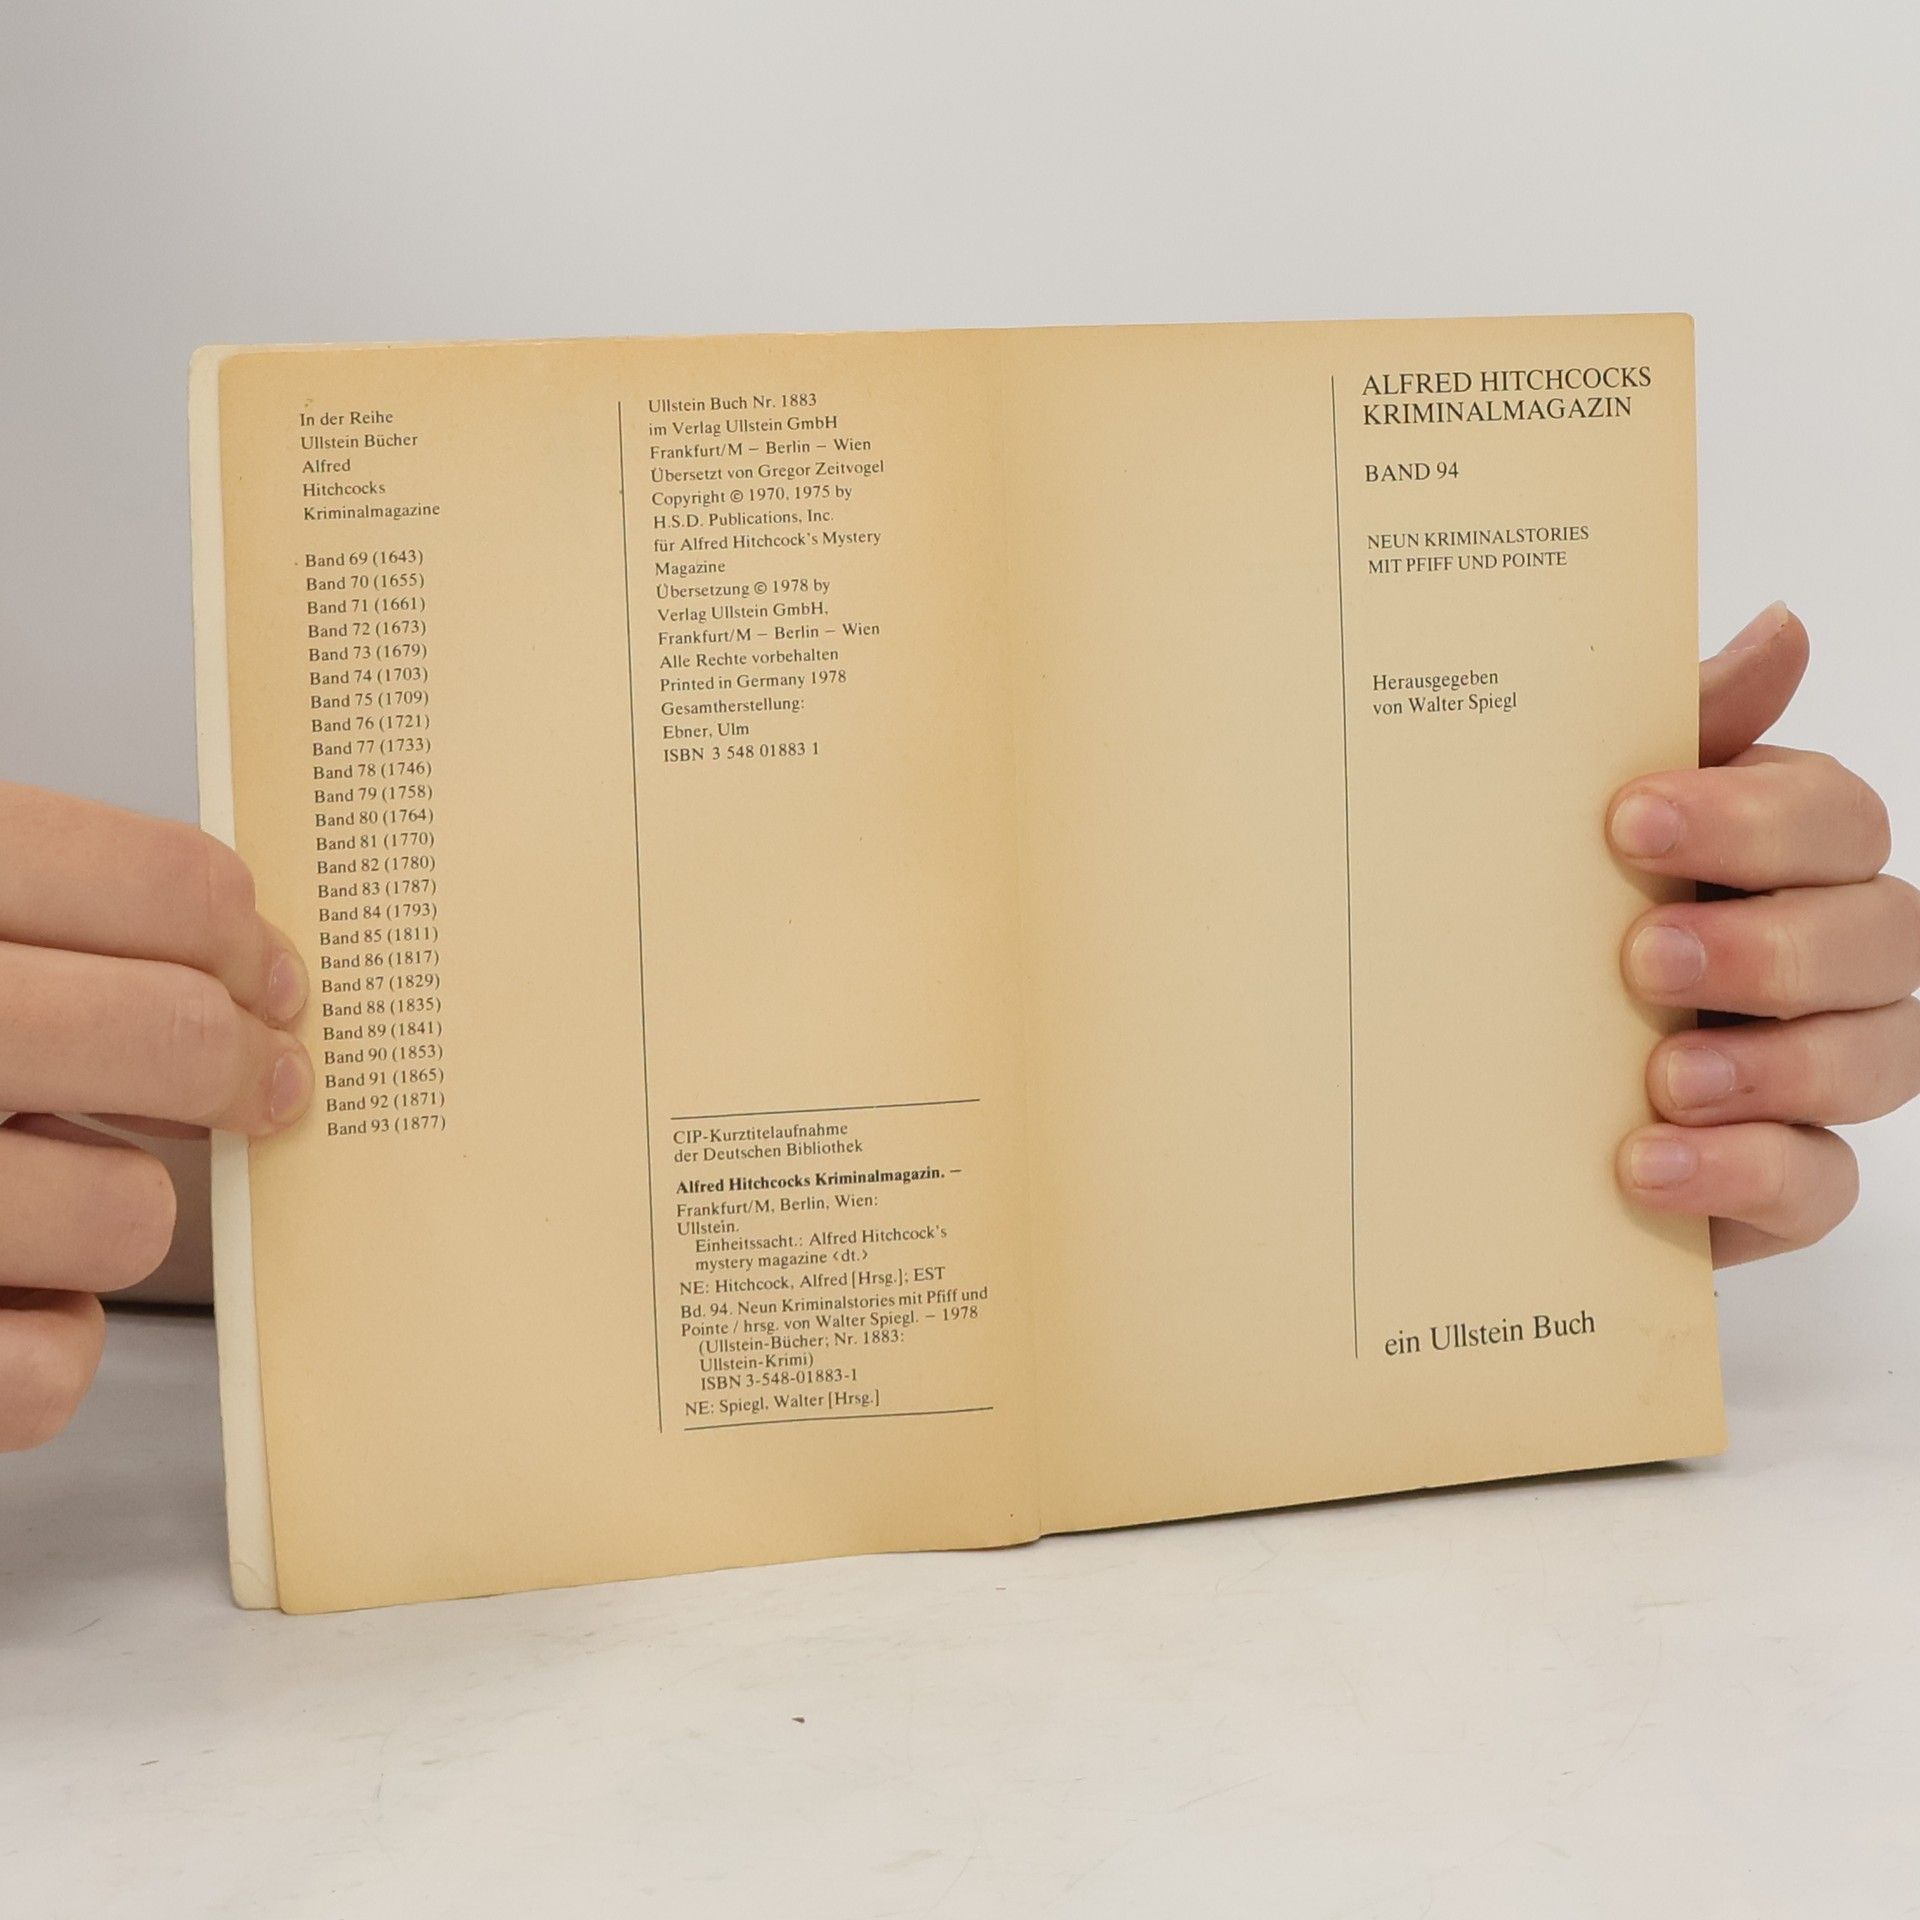 In der Reihe
Ullstein Bücher
Alfred
Hitchcocks
Kriminalmagazine
Band 69 (1643)
Band 70 (1655)
Band 71 (1661)
Band 72 (1673)
Band 73 (1679)
Band 74 (1703)
Band 75 (1709)
Band 76 (1721)
Band 77 (1733)
Band 78 (1746)
Band 79 (1758)
Band 80 (1764)
Band 81 (1770)
Band 82 (1780)
Band 83 (1787)
Band 84 (1793)
Band 85 (1811)
Band 86 (1817)
Band 87 (1829)
Band 88 (1835)
Band 89 (1841)
Band 90 (1853)
Band 91 (1865)
Band 92 (1871)
Band 93 (1877)
Ullstein Buch Nr. 1883
im Verlag Ullstein GmbH
Frankfurt/M – Berlin – Wien
Übersetzt von Gregor Zeitvogel
Copyright © 1970, 1975 by
H.S.D. Publications, Inc.
für Alfred Hitchcock's Mystery
Magazine
Übersetzung © 1978 by
Verlag Ullstein GmbH,
Frankfurt/M – Berlin – Wien
Alle Rechte vorbehalten
Printed in Germany 1978
Gesamtherstellung:
Ebner, Ulm
ISBN 3 548 01883 1
CIP-Kurztitelaufnahme
der Deutschen Bibliothek
Alfred Hitchcocks Kriminalmagazin. –
Frankfurt/M, Berlin, Wien:
Ullstein.
Einheitssacht.: Alfred Hitchcock's
mystery magazine ‹dt.›
NE: Hitchcock, Alfred [Hrsg.]; EST
Bd. 94. Neun Kriminalstories mit Pfiff und
Pointe / hrsg. von Walter Spiegl. – 1978
(Ullstein-Bücher; Nr. 1883:
Ullstein-Krimi)
ISBN 3-548-01883-1
NE: Spiegl, Walter [Hrsg.]
ALFRED HITCHCOCKS
KRIMINALMAGAZIN
BAND 94
NEUN KRIMINALSTORIES
MIT PFIFF UND POINTE
Herausgegeben
von Walter Spiegl
ein Ullstein Buch